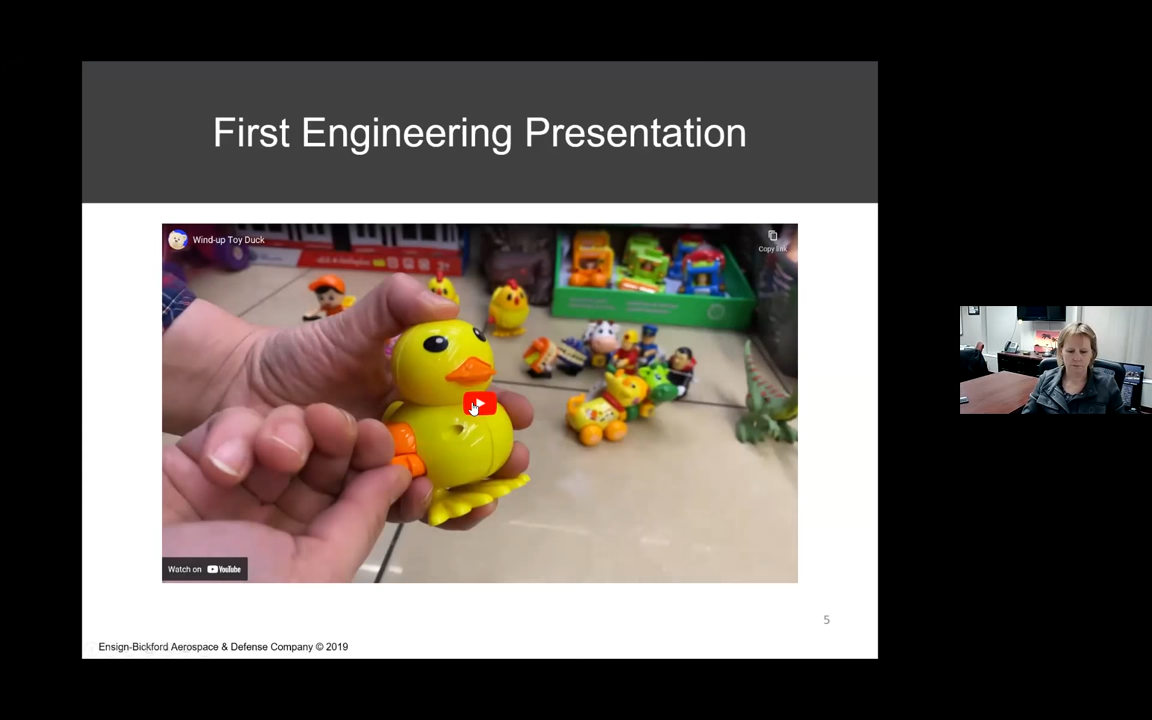 First Engineering Presentation
Wind-up Toy Duck
Copy link
Watch on YouTube
5
Ensign-Bickford Aerospace & Defense Company © 2019